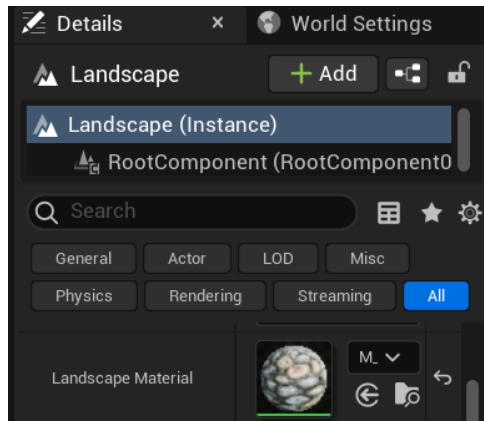 Details × World Settings
Landscape + Add
Landscape (Instance)
RootComponent (RootComponent0
Search
General Actor LOD Misc
Physics Rendering Streaming All
M_
Landscape Material